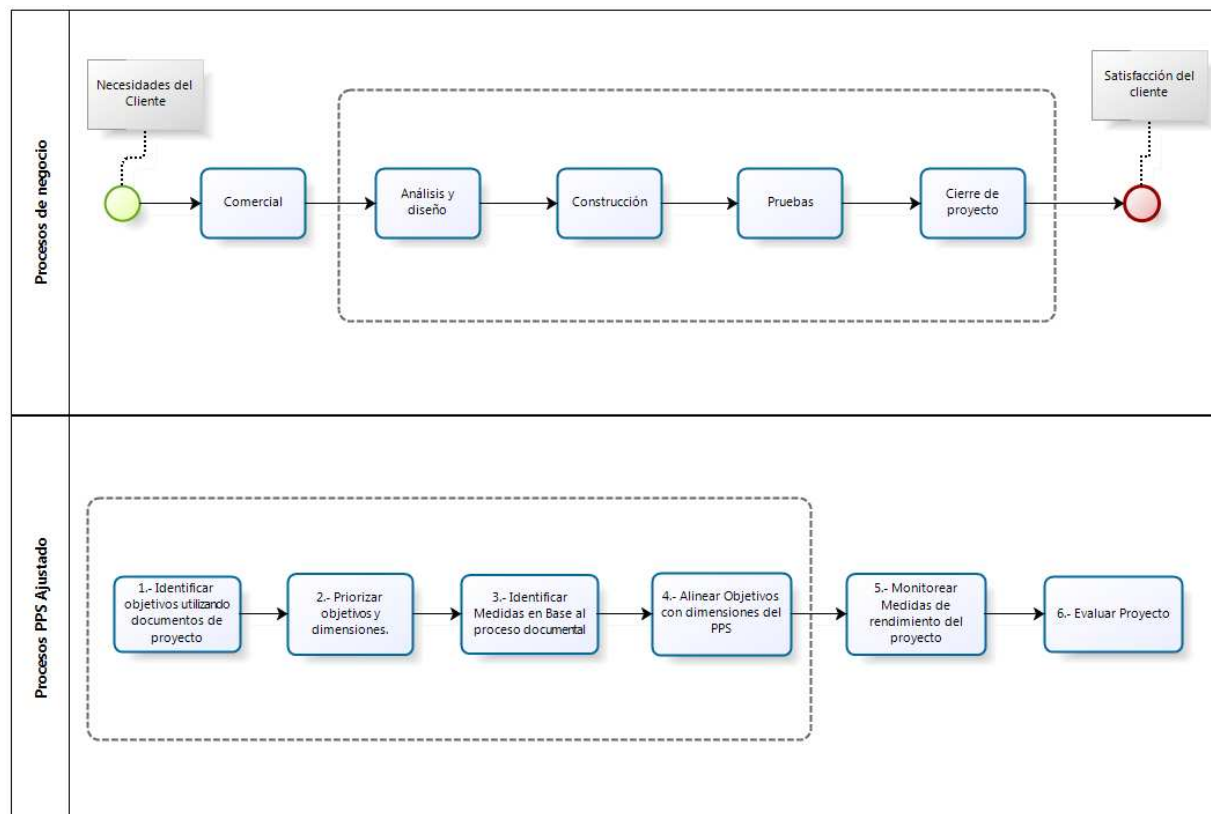 Procesos de negocio
Necesidades del
Cliente
Satisfacción del
cliente
Comercial
Análisis y
diseño
Construcción
Pruebas
Cierre de
proyecto
Procesos PPS Ajustado
1.- Identificar
objetivos utilizando
documentos de
proyecto
2.- Priorizar
objetivos y
dimensiones.
3.- Identificar
Medidas en Base al
proceso documental
4.- Alinear Objetivos
con dimensiones del
PPS
5.- Monitorear
Medidas de
rendimiento del
proyecto
6.- Evaluar Proyecto